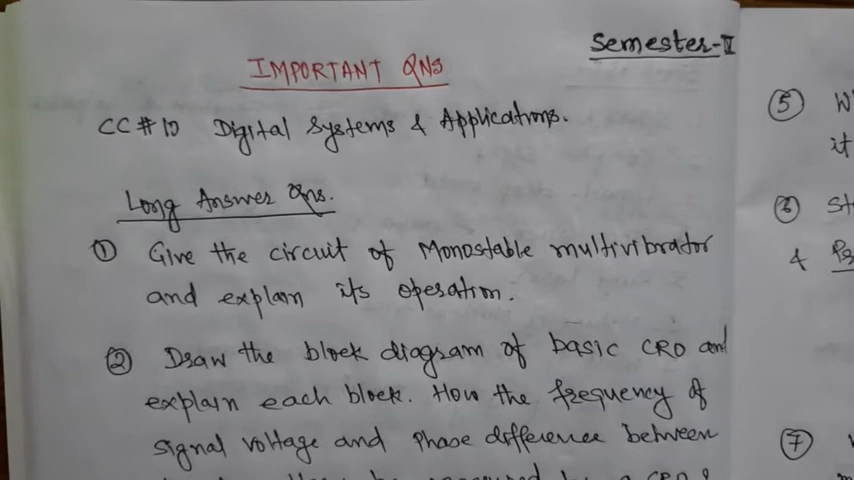 Semester-V
IMPORTANT QNS
CC#10 Digital Systems & Applications.
Long Answer Qns.
① Give the circuit of Monostable multivibrator
and explain its operation.
② Draw the block diagram of basic CRO and
explain each block. How the frequency of
signal voltage and phase difference between
⑤
it
⑥
&
⑦